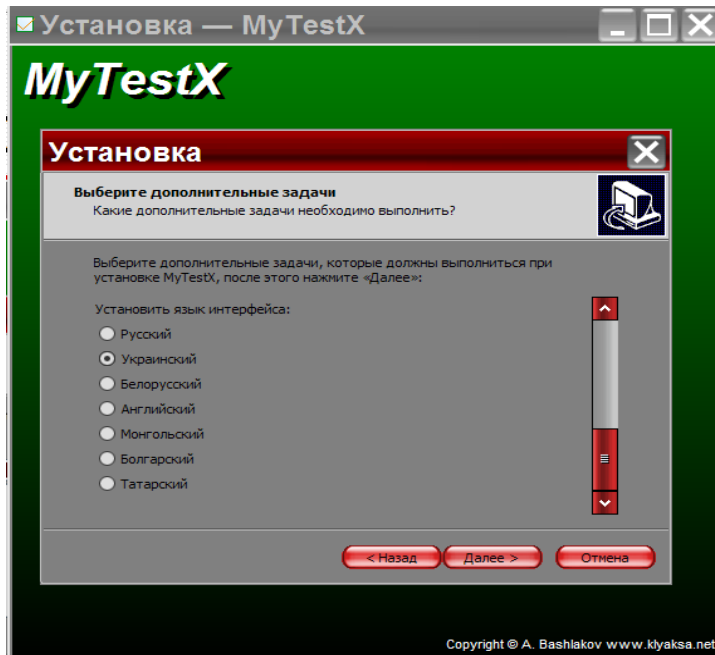 Установка — MyTestX
MyTestX
Установка
Выберите дополнительные задачи
Какие дополнительные задачи необходимо выполнить?
Выберите дополнительные задачи, которые должны выполниться при
установке MyTestX, после этого нажмите «Далее»:
Установить язык интерфейса:
Русский
Украинский
Белорусский
Английский
Монгольский
Болгарский
Татарский
< Назад Далее > Отмена
Copyright © A. Bashlakov www.klyaksa.net